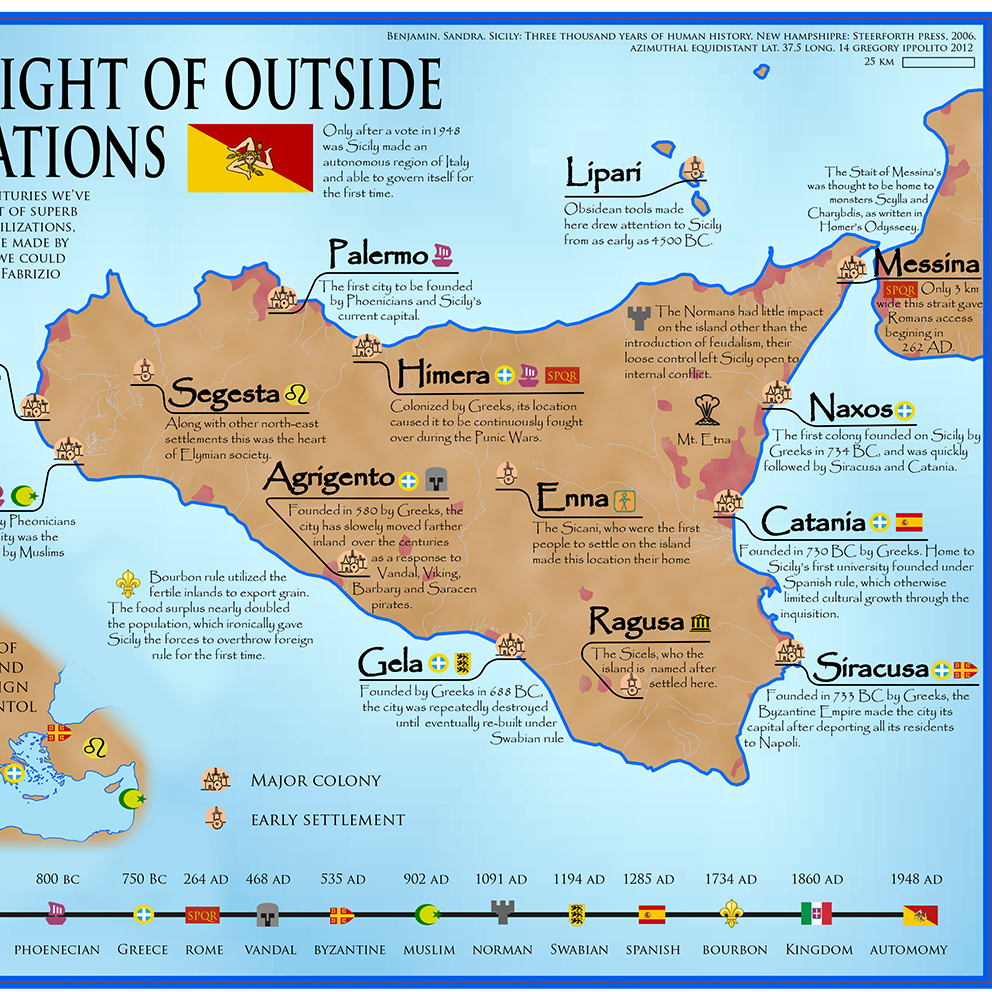 Benjamin, Sandra. Sicily: Three thousand years of human history. New hampshipre: Steerforth press, 2006.
azimuthal equidistant lat. 37.5 long. 14 gregory ippolito 2012
25 km
IGHT OF OUTSIDE
ATIONS
Only after a vote in 1948
was Sicily made an
autonomous region of Italy
and able to govern itself for
the first time.
NTURIES WE'VE
T OF SUPERB
ILIZATIONS,
E MADE BY
WE COULD
Fabrizio
Lipari
Obsidean tools made
here drew attention to Sicily
from as early as 4500 BC.
The Stait of Messina's
was thought to be home to
monsters Scylla and
Charybdis, as written in
Homer's Odysseey.
Palermo
The first city to be founded
by Phoenicians and Sicily's
current capital.
Messina
SPQR Only 3 km
wide this strait gave
Romans access
begining in
262 AD.
The Normans had little impact
on the island other than the
introduction of feudalism, their
loose control left Sicily open to
internal conflict.
Himera SPQR
Colonized by Greeks, its location
caused it to be continuously fought
over during the Punic Wars.
Segesta
Along with other north-east
settlements this was the heart
of Elymian society.
Mt. Etna
Naxos
The first colony founded on Sicily by
Greeks in 734 BC, and was quickly
followed by Siracusa and Catania.
Agrigento
Founded in 580 by Greeks, the
city has slowely moved farther
inland over the centuries
as a response to
Vandal, Viking,
Barbary and Saracen
pirates.
Enna
The Sicani, who were the first
people to settle on the island
made this location their home
Catania
Founded in 730 BC by Greeks. Home to
Sicily's first university founded under
Spanish rule, which otherwise
limited cultural growth through the
inquisition.
y Pheonicians
ity was the
by Muslims
Bourbon rule utilized the
fertile inlands to export grain.
The food surplus nearly doubled
the population, which ironically gave
Sicily the forces to overthrow foreign
rule for the first time.
Ragusa
The Sicels, who the
island is named after
settled here.
Gela
Founded by Greeks in 688 BC,
the city was repeatedly destroyed
until eventually re-built under
Swabian rule
Siracusa
Founded in 733 BC by Greeks, the
Byzantine Empire made the city its
capital after deporting all its residents
to Napoli.
OF
ND
IGN
NTOL
Major colony
early settlement
800 BC 750 BC 264 AD 468 AD 535 AD 902 AD 1091 AD 1194 AD 1285 AD 1734 AD 1860 AD 1948 AD
SPQR
phoenecian Greece Rome vandal byzantine muslim norman Swabian spanish bourbon Kingdom automomy